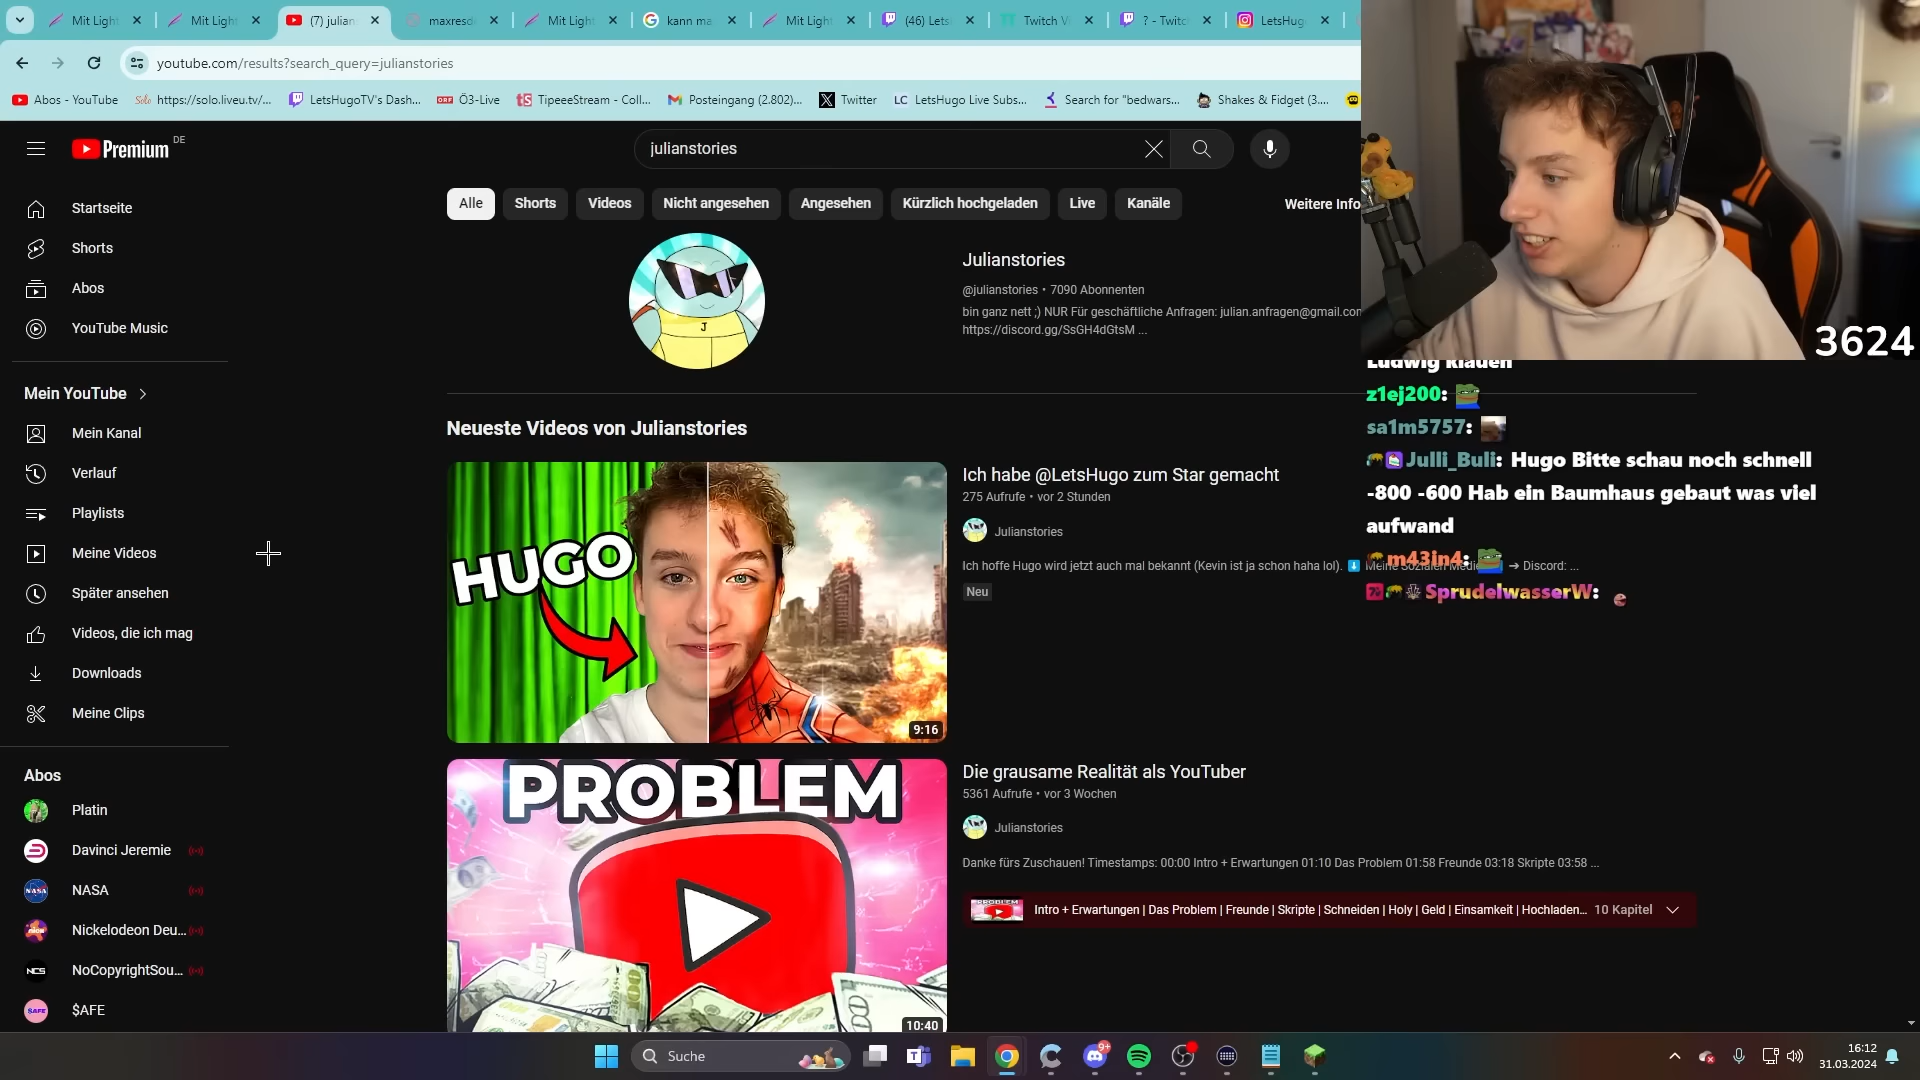 Mit Light
Mit Light
(7) julian
maxresd
Mit Light
kann ma
Mit Light
(46) Lets
Twitch V
? - Twitc
LetsHug
youtube.com/results?search_query=julianstories
Abos - YouTube
https://solo.liveu.tv/...
LetsHugoTV's Dash...
Ö3-Live
TipeeeStream - Coll...
Posteingang (2.802)...
Twitter
LetsHugo Live Subs...
Search for "bedwars...
Shakes & Fidget (3....
Premium DE
julianstories
Startseite
Shorts
Abos
YouTube Music
Mein YouTube
Mein Kanal
Verlauf
Playlists
Meine Videos
Später ansehen
Videos, die ich mag
Downloads
Meine Clips
Abos
Platin
Davinci Jeremie
NASA
Nickelodeon Deu...
NoCopyrightSou...
$AFE
Alle
Shorts
Videos
Nicht angesehen
Angesehen
Kürzlich hochgeladen
Live
Kanäle
Weitere Info
J
Julianstories
@julianstories • 7090 Abonnenten
bin ganz nett ;) NUR Für geschäftliche Anfragen: julian.anfragen@gmail.com
https://discord.gg/SsGH4dGtsM ...
Neueste Videos von Julianstories
HUGO
9:16
Ich habe @LetsHugo zum Star gemacht
275 Aufrufe • vor 2 Stunden
Julianstories
Ich hoffe Hugo wird jetzt auch mal bekannt (Kevin ist ja schon haha lol). Meine Sozialen Medie ➔ Discord: ...
Neu
PROBLEM
10:40
Die grausame Realität als YouTuber
5361 Aufrufe • vor 3 Wochen
Julianstories
Danke fürs Zuschauen! Timestamps: 00:00 Intro + Erwartungen 01:10 Das Problem 01:58 Freunde 03:18 Skripte 03:58 ...
Intro + Erwartungen | Das Problem | Freunde | Skripte | Schneiden | Holy | Geld | Einsamkeit | Hochladen... 10 Kapitel
3624
Ludwig klauen
z1ej200:
sa1m5757:
Julli_Buli: Hugo Bitte schau noch schnell
-800 -600 Hab ein Baumhaus gebaut was viel
aufwand
m43in4:
SprudelwasserW:
Suche
9+
16:12
31.03.2024